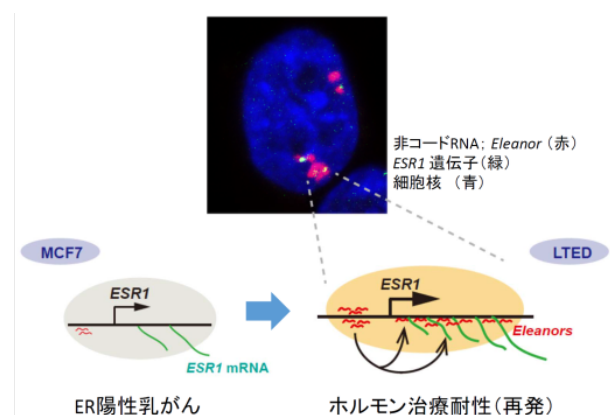 非コードRNA; Eleanor (赤)
ESR1 遺伝子(緑)
細胞核 (青)
MCF7
LTED
ESR1
ESR1
Eleanors
ESR1 mRNA
ER陽性乳がん
ホルモン治療耐性(再発)